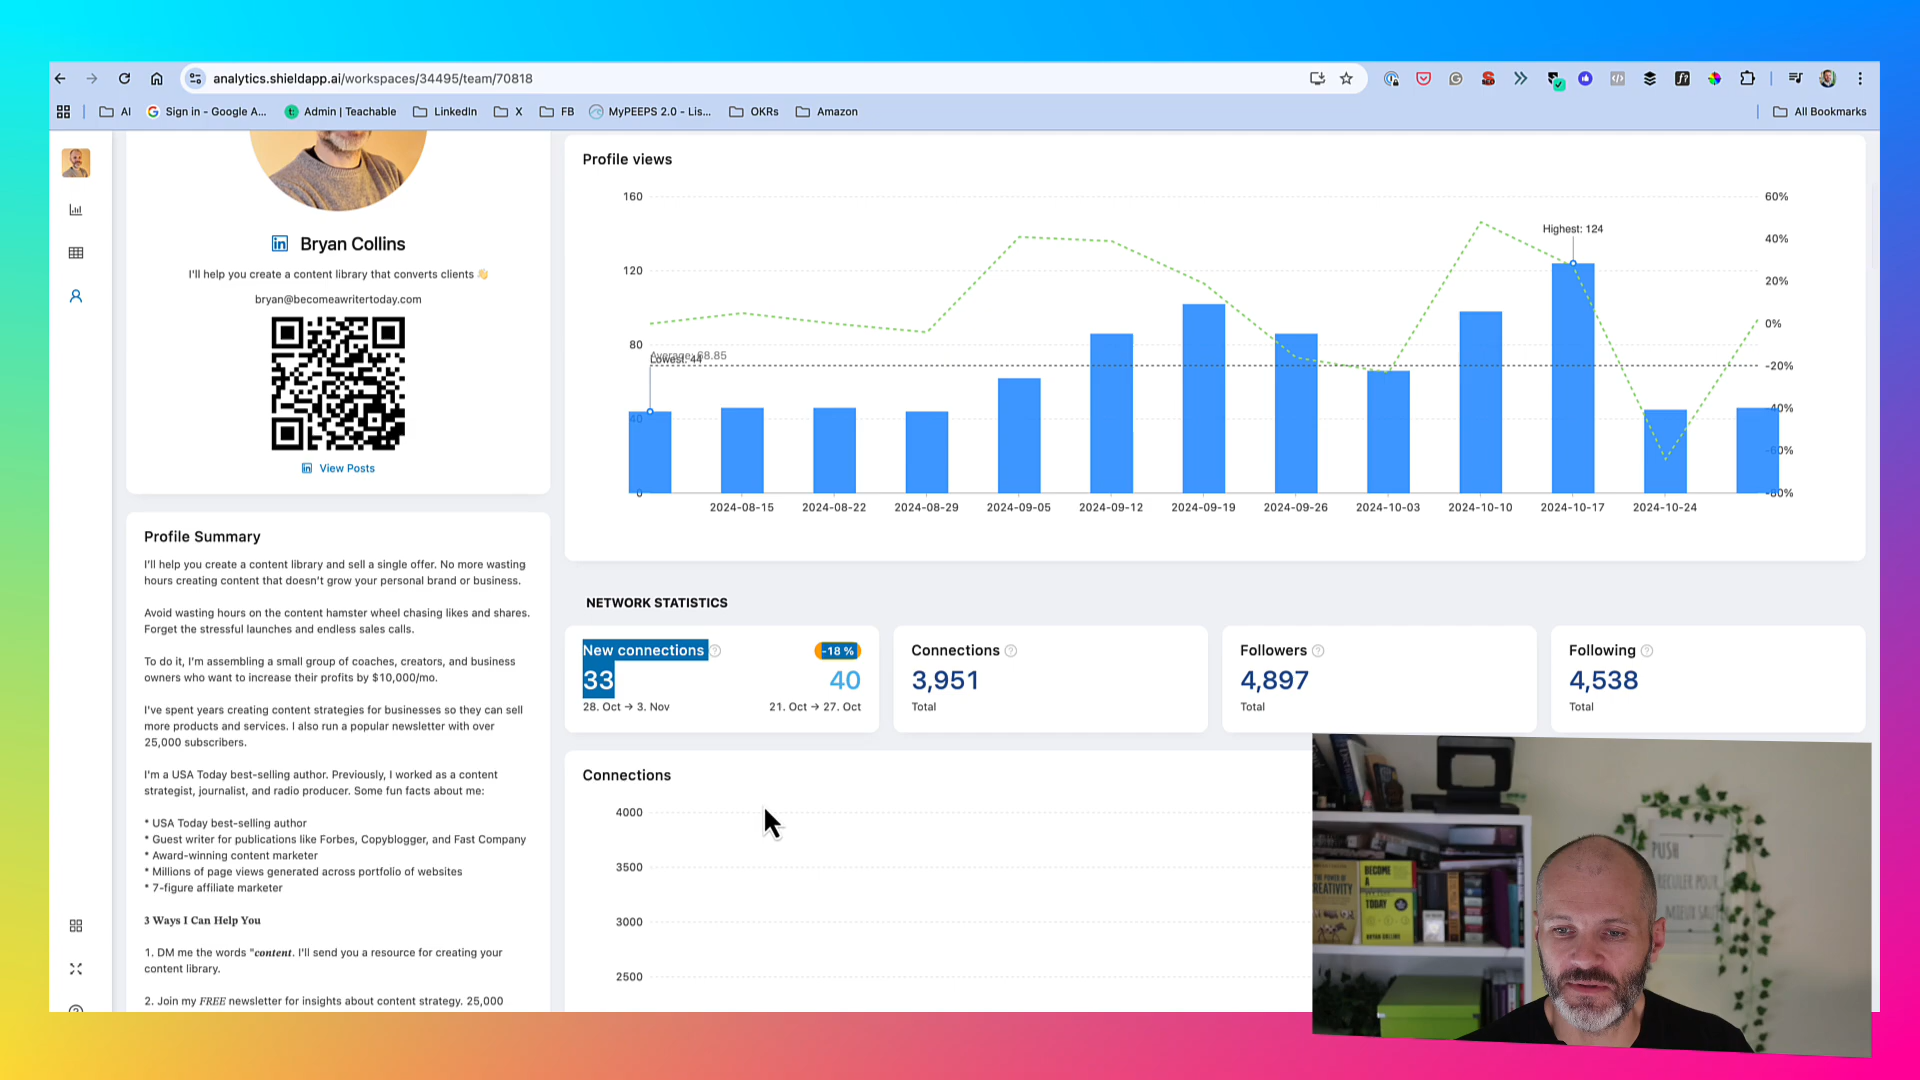 analytics.shieldapp.ai/workspaces/34495/team/70818
AI
Sign in - Google A...
Admin | Teachable
LinkedIn
X
FB
MyPEEPS 2.0 - Lis...
OKRs
Amazon
All Bookmarks
Bryan Collins
I'll help you create a content library that converts clients 👋
bryan@becomeawritertoday.com
View Posts
Profile Summary
I'll help you create a content library and sell a single offer. No more wasting
hours creating content that doesn't grow your personal brand or business.
Avoid wasting hours on the content hamster wheel chasing likes and shares.
Forget the stressful launches and endless sales calls.
To do it, I'm assembling a small group of coaches, creators, and business
owners who want to increase their profits by $10,000/mo.
I've spent years creating content strategies for businesses so they can sell
more products and services. I also run a popular newsletter with over
25,000 subscribers.
I'm a USA Today best-selling author. Previously, I worked as a content
strategist, journalist, and radio producer. Some fun facts about me:
* USA Today best-selling author
* Guest writer for publications like Forbes, Copyblogger, and Fast Company
* Award-winning content marketer
* Millions of page views generated across portfolio of websites
* 7-figure affiliate marketer
3 Ways I Can Help You
1. DM me the words "content. I'll send you a resource for creating your
content library.
2. Join my FREE newsletter for insights about content strategy. 25,000
Profile views
160
120
80
40
0
60%
40%
20%
0%
-20%
-40%
-60%
-80%
Highest: 124
Average: 68.85
Lowest: 44
2024-08-15
2024-08-22
2024-08-29
2024-09-05
2024-09-12
2024-09-19
2024-09-26
2024-10-03
2024-10-10
2024-10-17
2024-10-24
NETWORK STATISTICS
New connections
-18 %
33
40
28. Oct → 3. Nov
21. Oct → 27. Oct
Connections
3,951
Total
Followers
4,897
Total
Following
4,538
Total
Connections
4000
3500
3000
2500
THE POWER OF
CREATIVITY
BECOME
A
TODAY
BRYAN COLLINS
PUSH
RECULER POUR
MIEUX SAUT